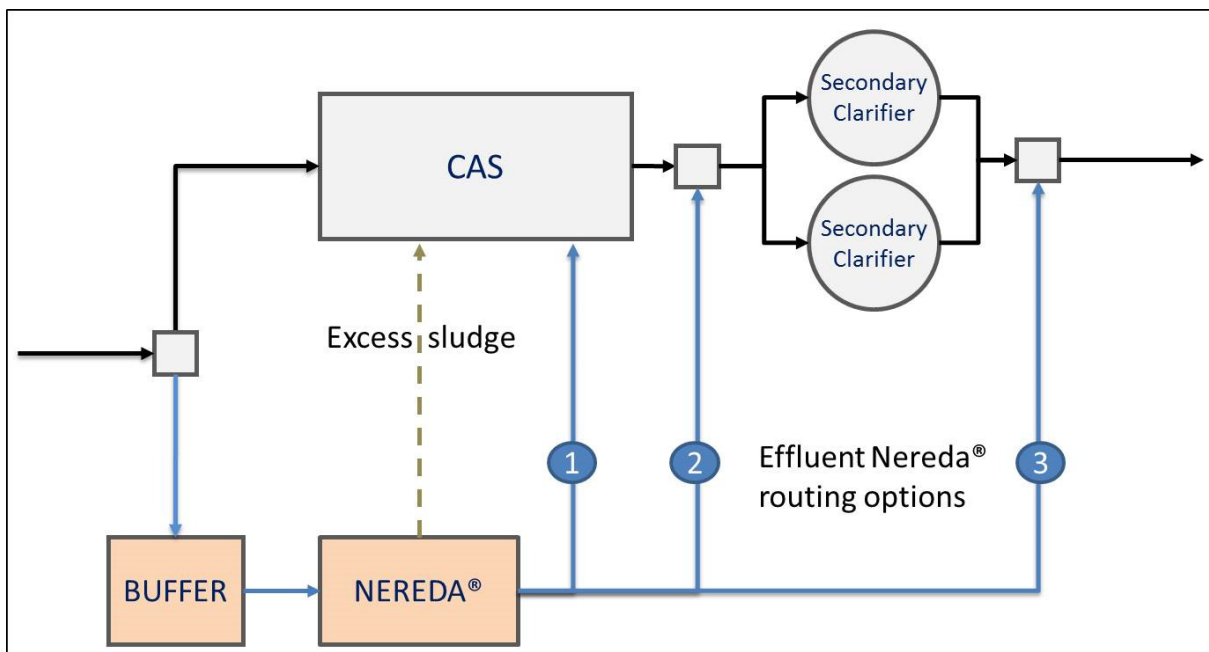 Secondary
Clarifier
CAS
Secondary
Clarifier
Excess sludge
1
2
Effluent Nereda®
routing options
3
BUFFER
NEREDA®